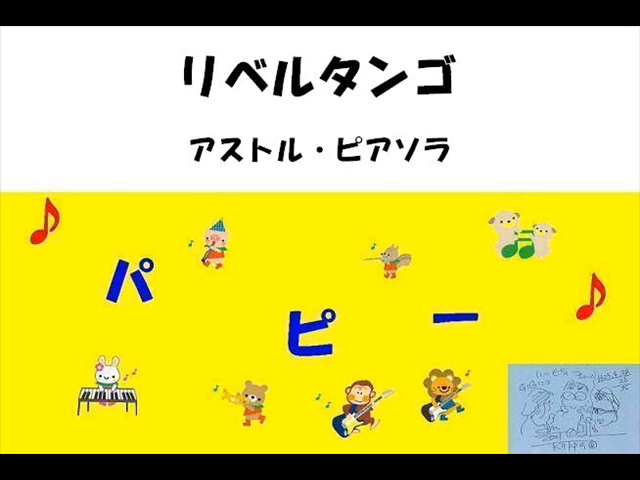 リベルタンゴ
アストル・ピアソラ
パピー